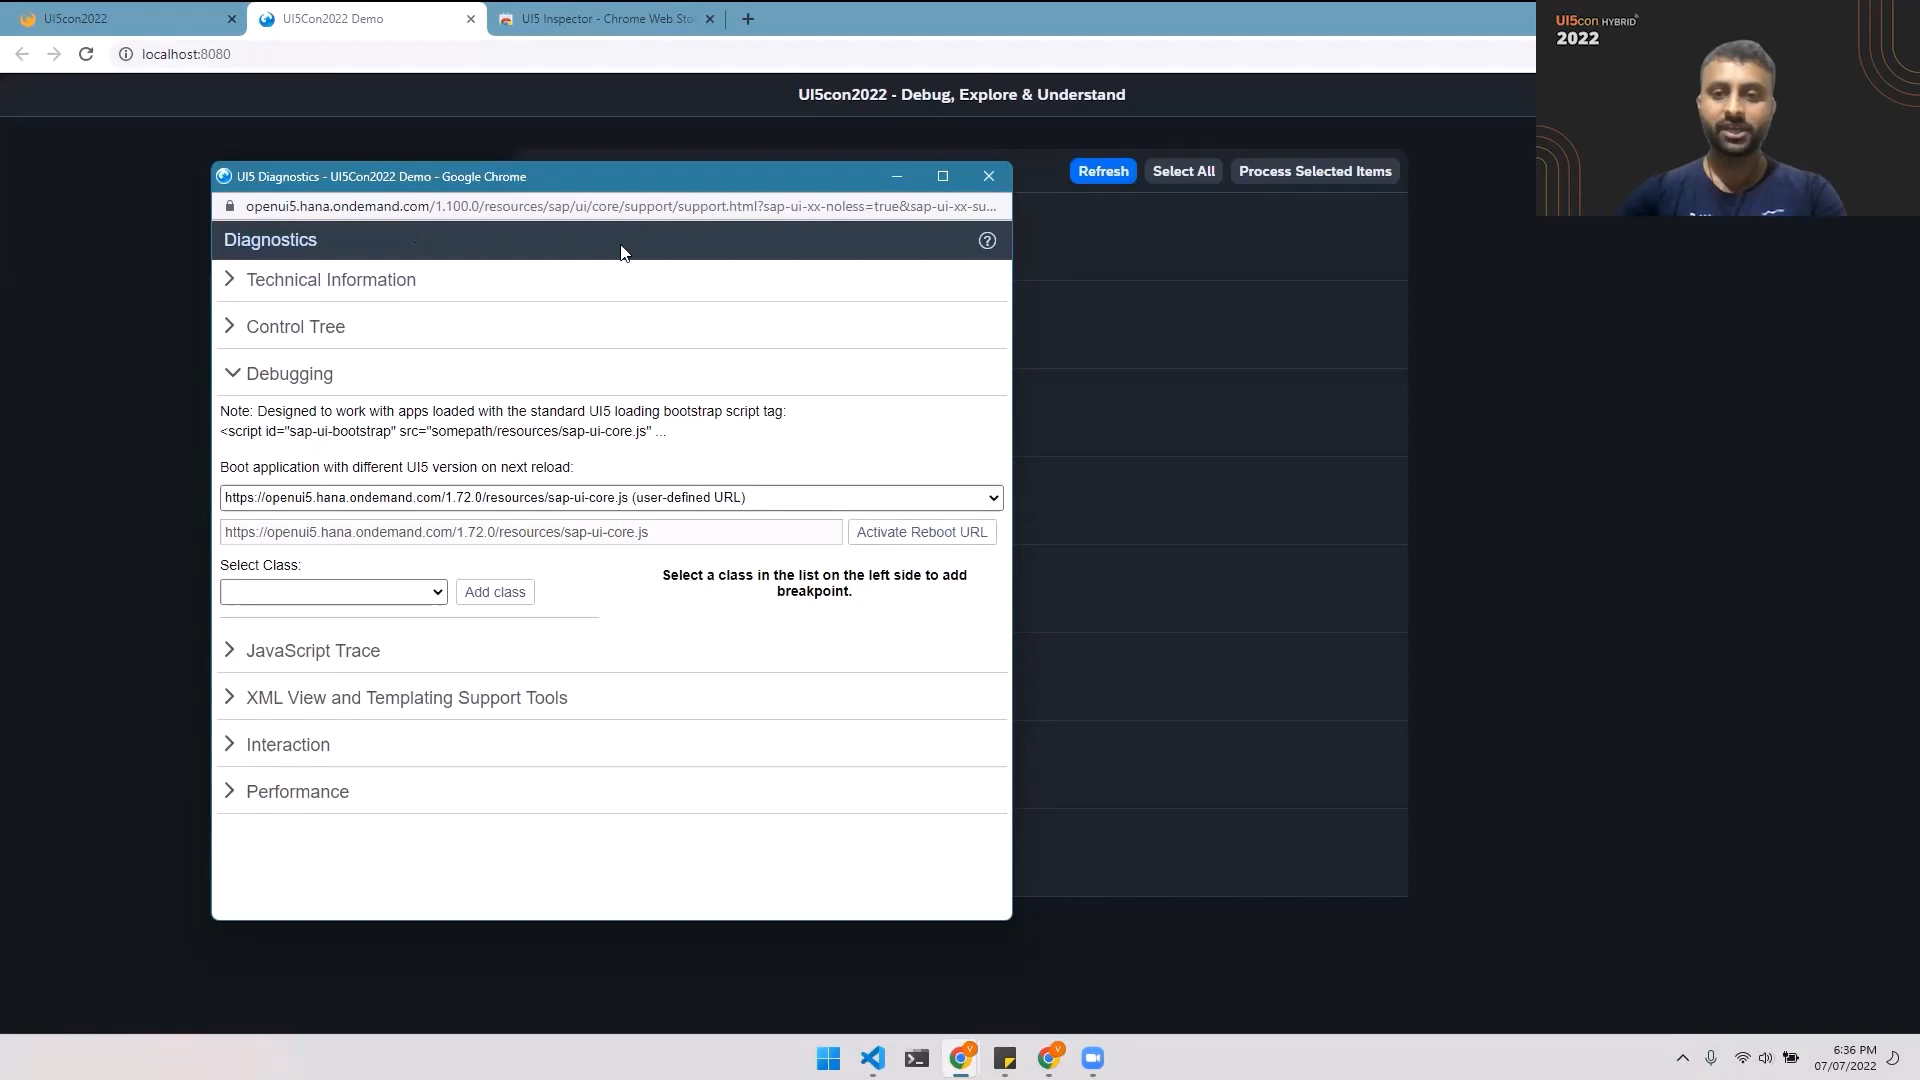 UI5con2022
UI5Con2022 Demo
UI5 Inspector - Chrome Web Sto
localhost:8080
UI5con HYBRID
2022
UI5con2022 - Debug, Explore & Understand
Refresh
Select All
Process Selected Items
UI5 Diagnostics - UI5Con2022 Demo - Google Chrome
openui5.hana.ondemand.com/1.100.0/resources/sap/ui/core/support/support.html?sap-ui-xx-noless=true&sap-ui-xx-su...
Diagnostics
Technical Information
Control Tree
Debugging
Note: Designed to work with apps loaded with the standard UI5 loading bootstrap script tag:
<script id="sap-ui-bootstrap" src="somepath/resources/sap-ui-core.js" ...
Boot application with different UI5 version on next reload:
https://openui5.hana.ondemand.com/1.72.0/resources/sap-ui-core.js (user-defined URL)
https://openui5.hana.ondemand.com/1.72.0/resources/sap-ui-core.js
Activate Reboot URL
Select Class:
Add class
Select a class in the list on the left side to add
breakpoint.
JavaScript Trace
XML View and Templating Support Tools
Interaction
Performance
6:36 PM
07/07/2022